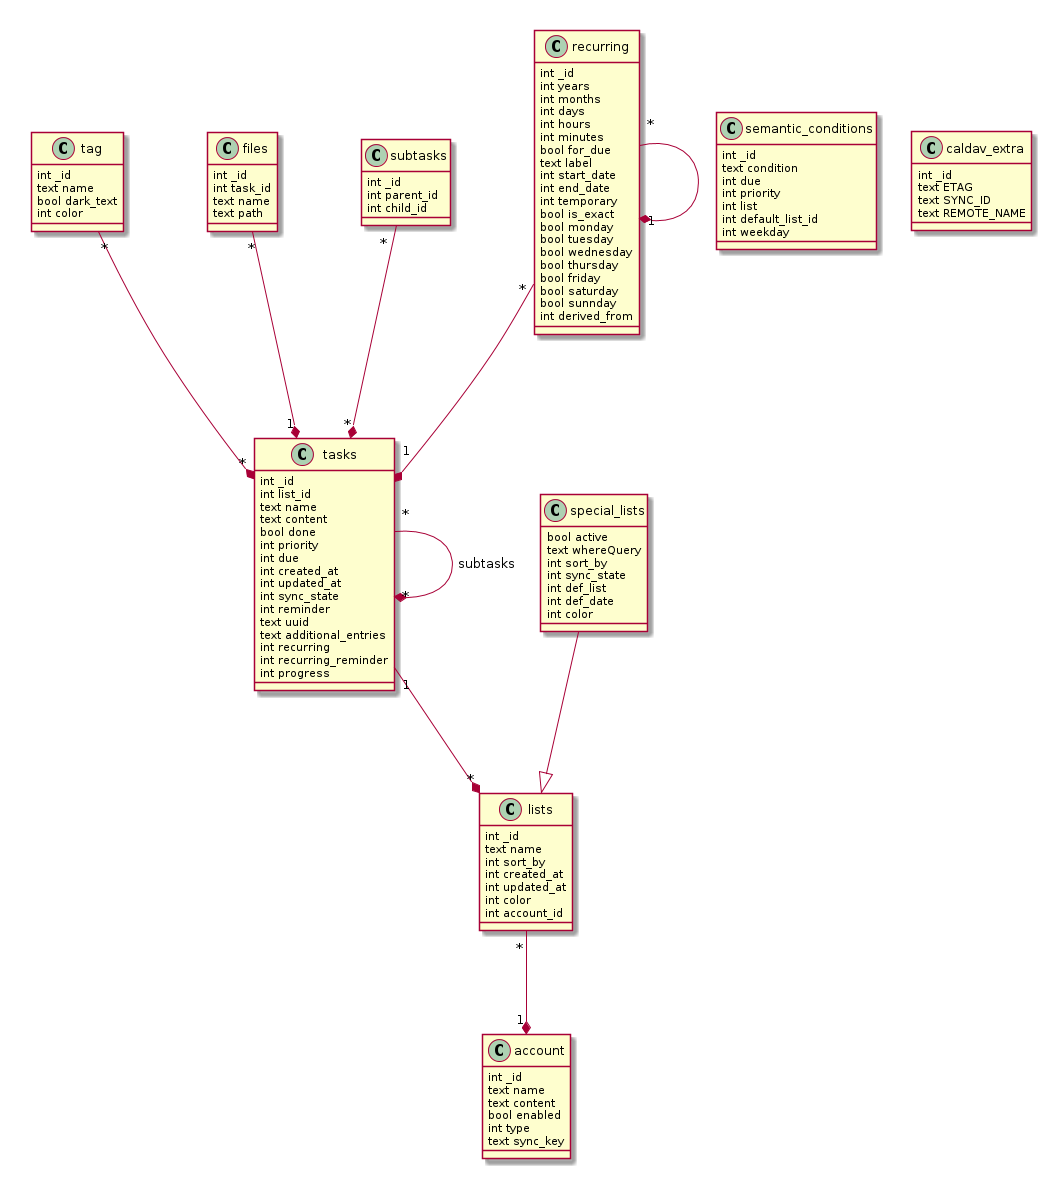 C recurring
int _id
int years
int months
int days
int hours
int minutes
bool for_due
text label
int start_date
int end_date
int temporary
bool is_exact
bool monday
bool tuesday
bool wednesday
bool thursday
bool friday
bool saturday
bool sunnday
int derived_from
*
1
*
C semantic_conditions
int _id
text condition
int due
int priority
int list
int default_list_id
int weekday
C caldav_extra
int _id
text ETAG
text SYNC_ID
text REMOTE_NAME
C tag
int _id
text name
bool dark_text
int color
*
C files
int _id
int task_id
text name
text path
*
C subtasks
int _id
int parent_id
int child_id
*
*
1
*
1
C tasks
int _id
int list_id
text name
text content
bool done
int priority
int due
int created_at
int updated_at
int sync_state
int reminder
text uuid
text additional_entries
int recurring
int recurring_reminder
int progress
*
subtasks
*
1
*
C special_lists
bool active
text whereQuery
int sort_by
int sync_state
int def_list
int def_date
int color
C lists
int _id
text name
int sort_by
int created_at
int updated_at
int color
int account_id
*
1
C account
int _id
text name
text content
bool enabled
int type
text sync_key